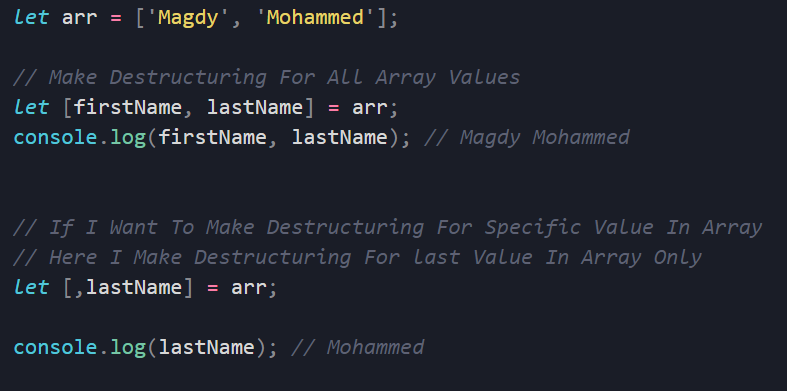 let arr = ['Magdy', 'Mohammed'];
// Make Destructuring For All Array Values
let [firstName, lastName] = arr;
console.log(firstName, lastName); // Magdy Mohammed
// If I Want To Make Destructuring For Specific Value In Array
// Here I Make Destructuring For last Value In Array Only
let [,lastName] = arr;
console.log(lastName); // Mohammed